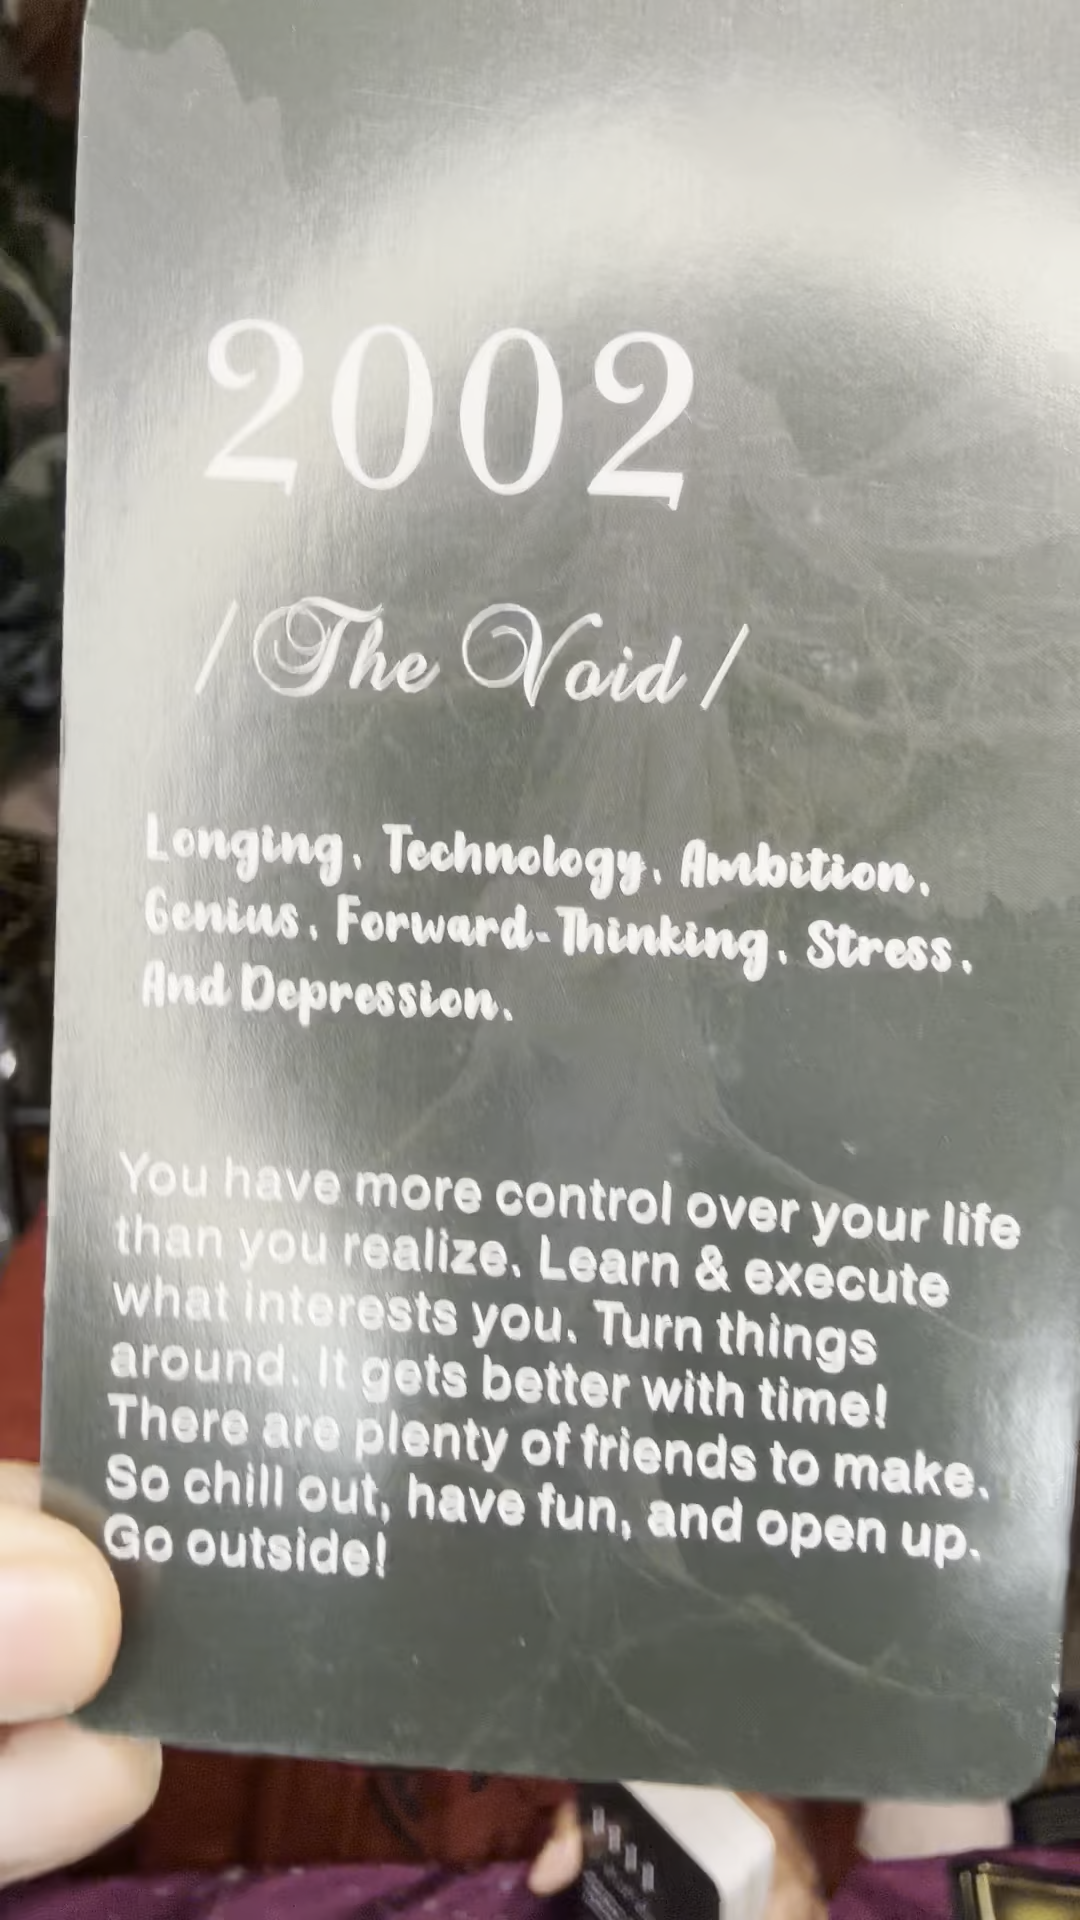 2002
/ The Void /
Longing, Technology, Ambition,
Genius, Forward-Thinking, Stress,
And Depression.
You have more control over your life
than you realize. Learn & execute
what interests you. Turn things
around. It gets better with time!
There are plenty of friends to make.
So chill out, have fun, and open up.
Go outside!